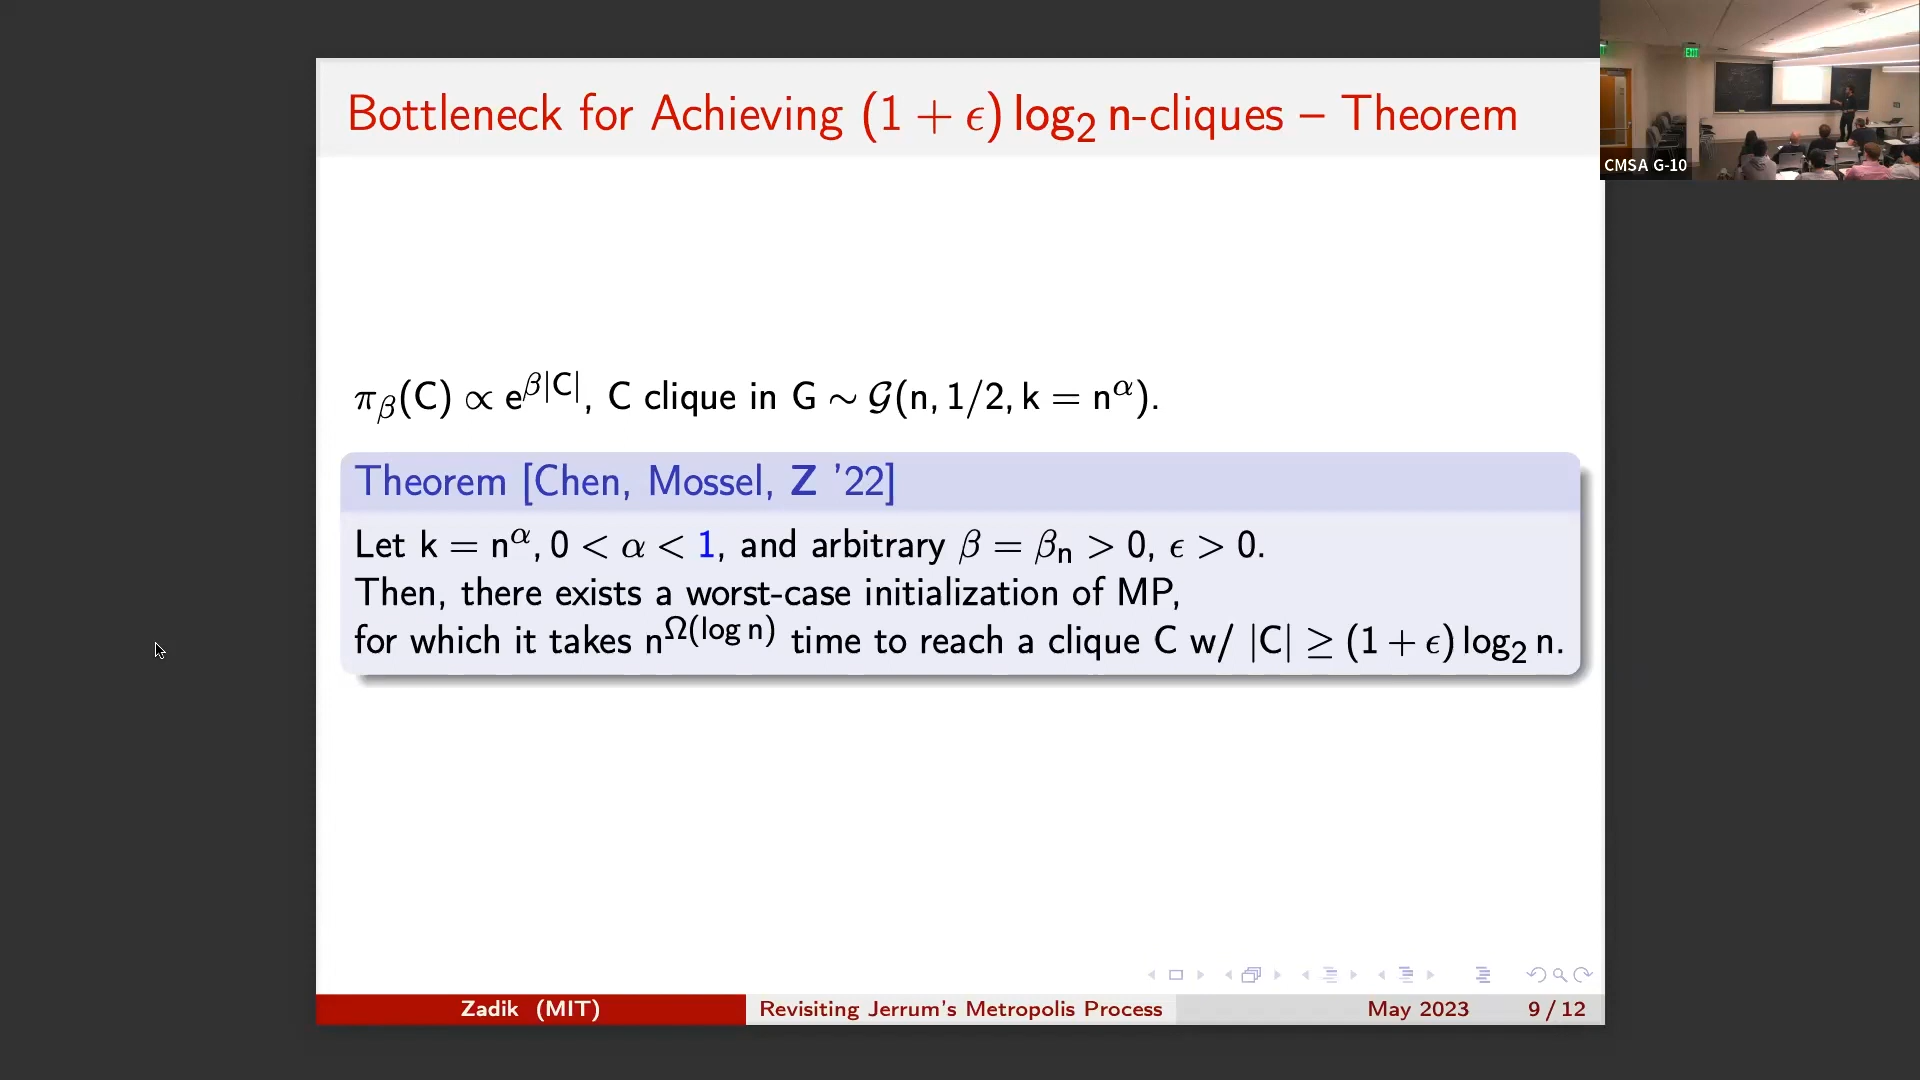 Bottleneck for Achieving (1 + ϵ) log₂ n-cliques – Theorem
EXIT
CMSA G-10
π_β(C) ∝ e^{β|C|}, C clique in G ∼ 𝒢(n, 1/2, k = n^α).
Theorem [Chen, Mossel, Z '22]
Let k = n^α, 0 < α < 1, and arbitrary β = β_n > 0, ϵ > 0.
Then, there exists a worst-case initialization of MP,
for which it takes n^{Ω(log n)} time to reach a clique C w/ |C| ≥ (1 + ϵ) log₂ n.
Zadik (MIT)
Revisiting Jerrum's Metropolis Process
May 2023
9 / 12